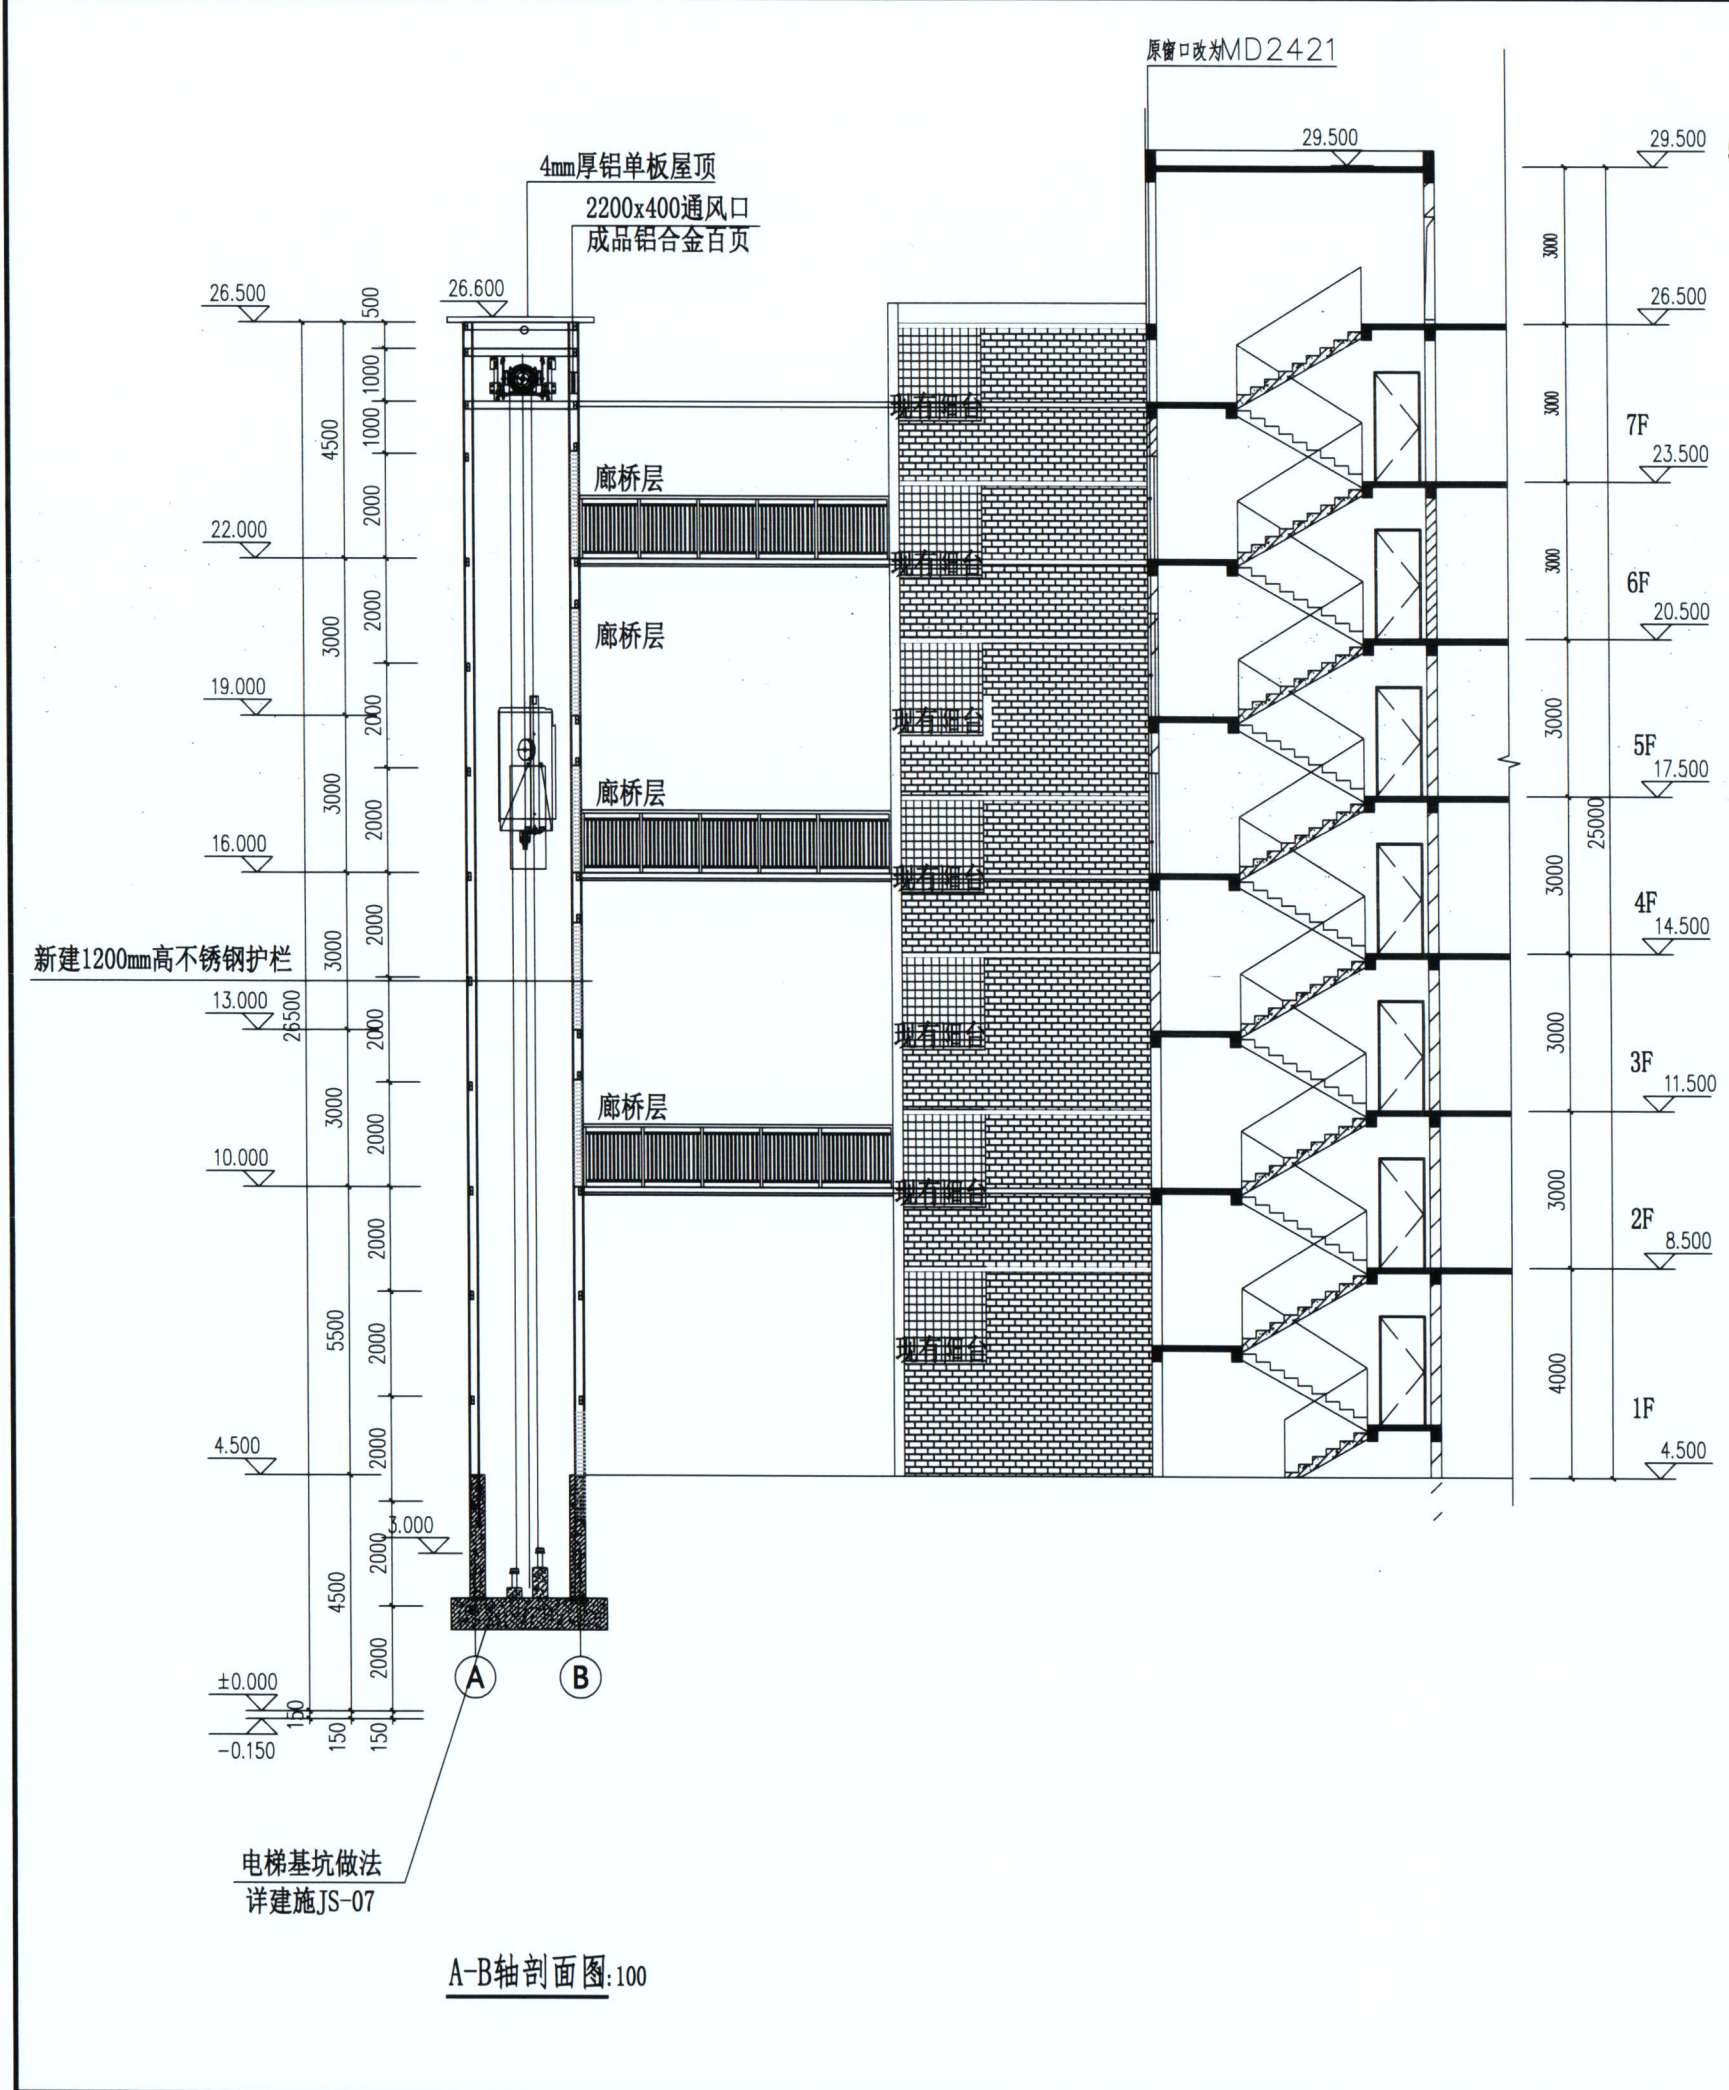 原窗口改为MD2421
29.500
29.500
4mm厚铝单板屋顶
2200x400通风口
成品铝合金百页
3000
26.500
26.600
500
26.500
1000
1000
4500
现有阳台
3000
7F
23.500
廊桥层
2000
22.000
现有阳台
3000
6F
20.500
2000
3000
廊桥层
19.000
2000
现有阳台
3000
5F
17.500
廊桥层
3000
2000
25000
16.000
现有阳台
3000
4F
14.500
2000
3000
新建1200mm高不锈钢护栏
13.000
26500
2000
现有阳台
3000
3F
11.500
廊桥层
3000
2000
10.000
现有阳台
3000
2F
8.500
2000
5500
2000
现有阳台
4000
1F
4.500
2000
4.500
3.000
2000
4500
2000
A
B
±0.000
150
150
150
-0.150
电梯基坑做法
详建施JS-07
A-B轴剖面图:100